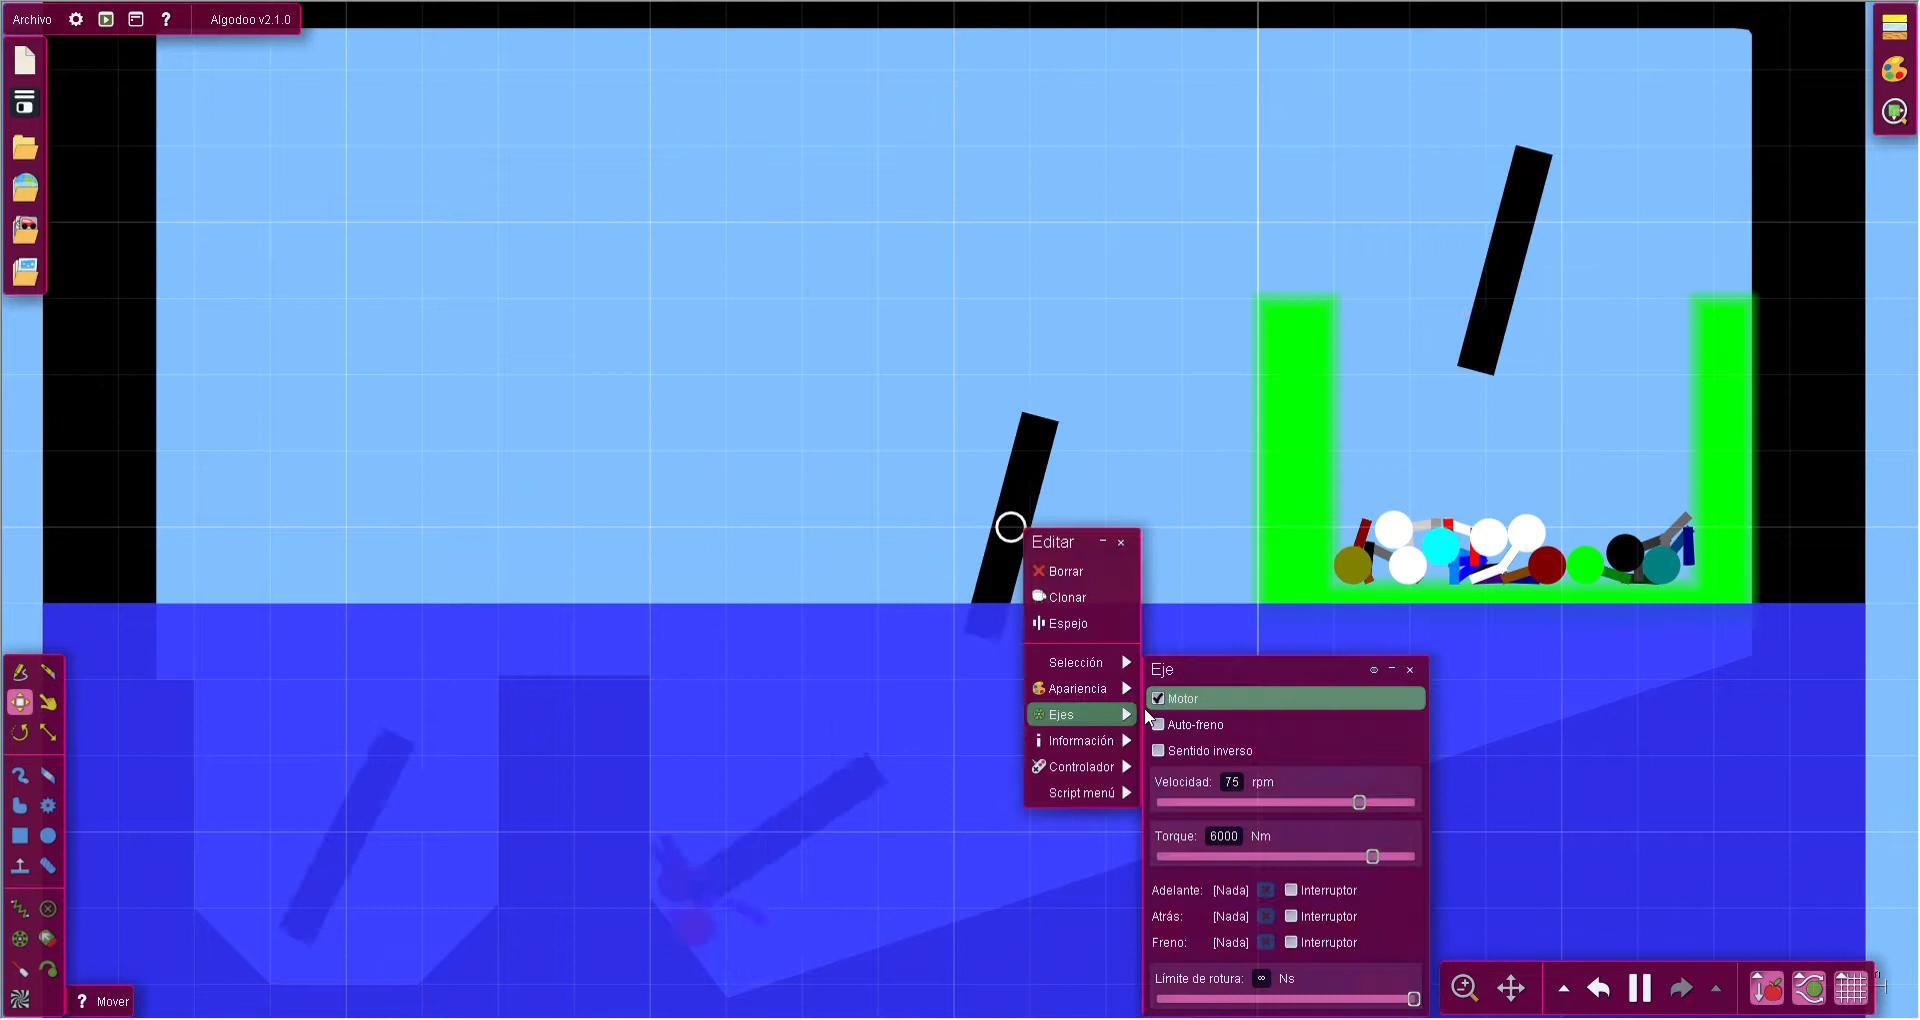 Archivo ? Algodoo v2.1.0
Editar
Borrar
Clonar
Espejo
Selección
Apariencia
Ejes
Información
Controlador
Script menú
Eje
Motor
Auto-freno
Sentido inverso
Velocidad: 75 rpm
Torque: 6000 Nm
Adelante: [Nada] Interruptor
Atrás: [Nada] Interruptor
Freno: [Nada] Interruptor
Límite de rotura: ∞ Ns
? Mover